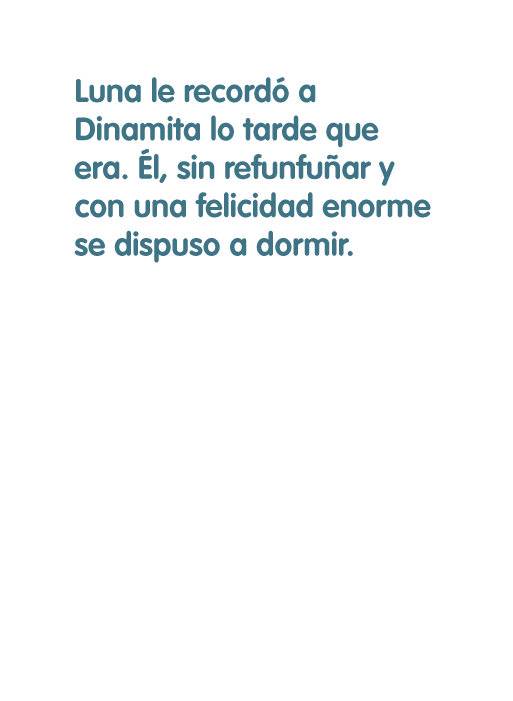 Luna le recordó a
Dinamita lo tarde que
era. Él, sin refunfuñar y
con una felicidad enorme
se dispuso a dormir.